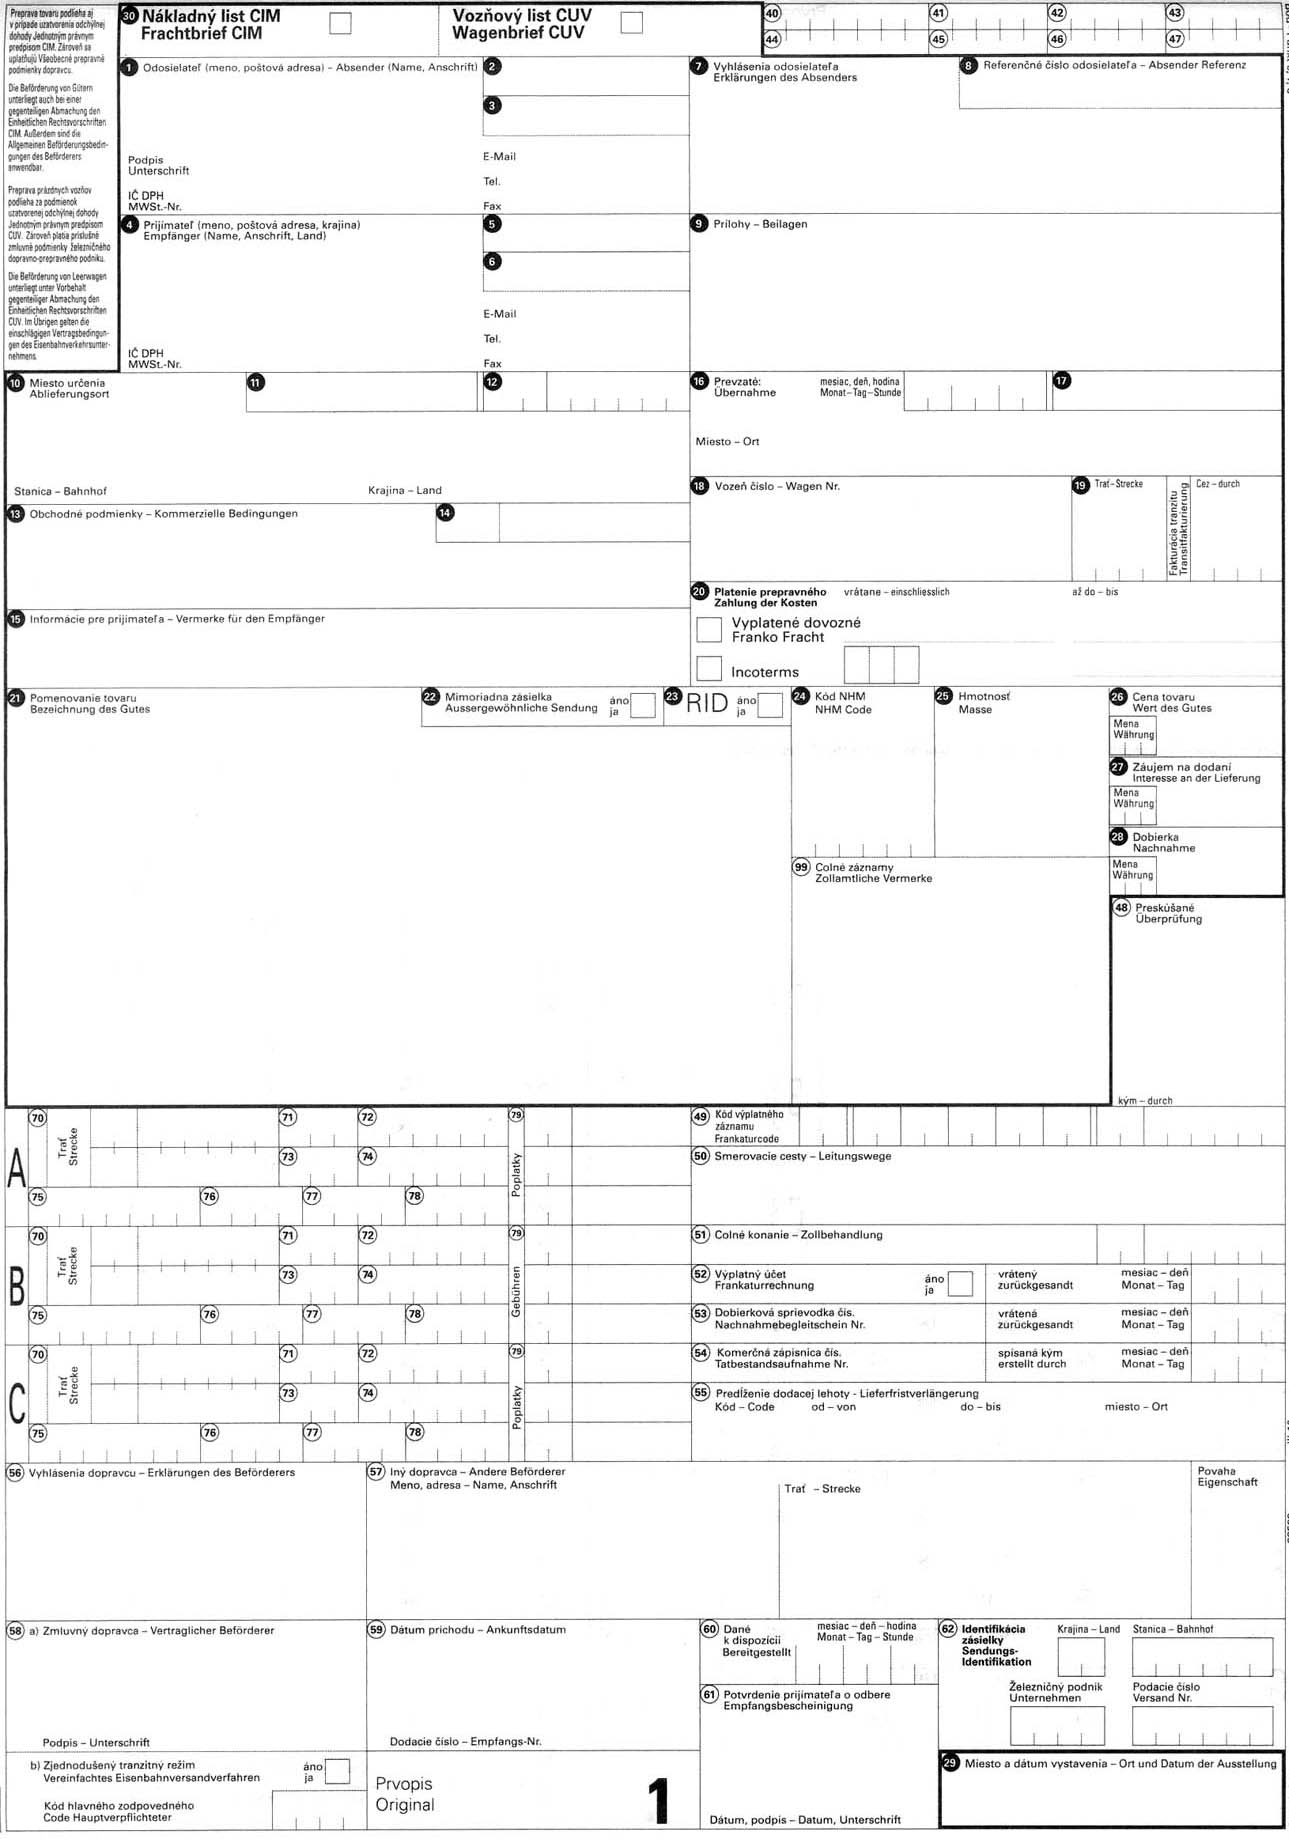 Preprava tovaru podlieha aj
v prípade uzatvorenia odchýlnej
dohody Jednotným právnym
predpisom CIM. Zároveň sa
uplatňujú Všeobecné prepravné
podmienky dopravcu.
Die Beförderung von Gütern
unterliegt auch bei einer
gegenteiligen Abmachung den
Einheitlichen Rechtsvorschriften
CIM. Außerdem sind die
Allgemeinen Beförderungsbedin-
gungen des Beförderers
anwendbar.
Preprava prázdnych vozňov
podlieha za podmienok
uzatvorenej odchýlnej dohody
Jednotným právnym predpisom
CUV. Zároveň platia príslušné
zmluvné podmienky železničného
dopravno-prepravného podniku.
Die Beförderung von Leerwagen
unterliegt unter Vorbehalt
gegenteiliger Abmachung den
Einheitlichen Rechtsvorschriften
CUV. Im Übrigen gelten die
einschlägigen Vertragsbedingun-
gen des Eisenbahnverkehrsunter-
nehmens.
30 Nákladný list CIM
Frachtbrief CIM
Vozňový list CUV
Wagenbrief CUV
40 41 42 43
44 45 46 47
1 Odosielateľ (meno, poštová adresa) – Absender (Name, Anschrift)
2
3
Podpis
Unterschrift
E-Mail
Tel.
IČ DPH
MWSt.-Nr.
Fax
7 Vyhlásenia odosielateľa
Erklärungen des Absenders
8 Referenčné číslo odosielateľa – Absender Referenz
4 Prijímateľ (meno, poštová adresa, krajina)
Empfänger (Name, Anschrift, Land)
5
6
E-Mail
Tel.
IČ DPH
MWSt.-Nr.
Fax
9 Prílohy – Beilagen
10 Miesto určenia
Ablieferungsort
11
12
Stanica – Bahnhof
Krajina – Land
16 Prevzaté:
Übernahme
mesiac, deň, hodina
Monat – Tag – Stunde
17
Miesto – Ort
13 Obchodné podmienky – Kommerzielle Bedingungen
14
18 Vozeň číslo – Wagen Nr.
19 Trať – Strecke
Fakturácia tranzitu
Transitfakturierung
Cez – durch
15 Informácie pre prijímateľa – Vermerke für den Empfänger
20 Platenie prepravného
Zahlung der Kosten
vrátane – einschliesslich
až do – bis
Vyplatené dovozné
Franko Fracht
Incoterms
21 Pomenovanie tovaru
Bezeichnung des Gutes
22 Mimoriadna zásielka
Aussergewöhnliche Sendung
áno
ja
23 RID
áno
ja
24 Kód NHM
NHM Code
25 Hmotnosť
Masse
26 Cena tovaru
Wert des Gutes
Mena
Währung
27 Záujem na dodaní
Interesse an der Lieferung
Mena
Währung
28 Dobierka
Nachnahme
Mena
Währung
99 Colné záznamy
Zollamtliche Vermerke
48 Preskúšané
Überprüfung
kým – durch
A
70 Trať
Strecke
71 72
73 74
75 76 77 78
79
Poplatky
B
70 Trať
Strecke
71 72
73 74
75 76 77 78
79
Gebühren
C
70 Trať
Strecke
71 72
73 74
75 76 77 78
79
Poplatky
49 Kód výplatného
záznamu
Frankaturcode
50 Smerovacie cesty – Leitungswege
51 Colné konanie – Zollbehandlung
52 Výplatný účet
Frankaturrechnung
áno
ja
vrátený
zurückgesandt
mesiac – deň
Monat – Tag
53 Dobierková sprievodka čís.
Nachnahmebegleitschein Nr.
vrátená
zurückgesandt
mesiac – deň
Monat – Tag
54 Komerčná zápisnica čís.
Tatbestandsaufnahme Nr.
spísaná kým
erstellt durch
mesiac – deň
Monat – Tag
55 Predĺženie dodacej lehoty - Lieferfristverlängerung
Kód – Code
od – von
do – bis
miesto – Ort
56 Vyhlásenia dopravcu – Erklärungen des Beförderers
57 Iný dopravca – Andere Beförderer
Meno, adresa – Name, Anschrift
Trať – Strecke
Povaha
Eigenschaft
58 a) Zmluvný dopravca – Vertraglicher Beförderer
Podpis – Unterschrift
b) Zjednodušený tranzitný režim
Vereinfachtes Eisenbahnversandverfahren
áno
ja
Kód hlavného zodpovedného
Code Hauptverpflichteter
59 Dátum príchodu – Ankunftsdatum
Dodacie číslo – Empfangs-Nr.
Prvopis
Original
1
60 Dané
k dispozícii
Bereitgestellt
mesiac – deň – hodina
Monat – Tag – Stunde
61 Potvrdenie prijímateľa o odbere
Empfangsbescheinigung
Dátum, podpis – Datum, Unterschrift
62 Identifikácia
zásielky
Sendungs-
Identifikation
Krajina – Land
Stanica – Bahnhof
Železničný podnik
Unternehmen
Podacie číslo
Versand Nr.
29 Miesto a dátum vystavenia – Ort und Datum der Ausstellung